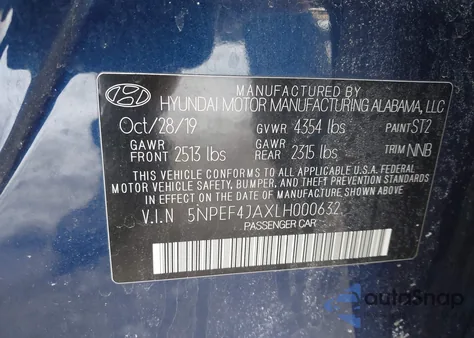 MANUFACTURED BY
HYUNDAI MOTOR MANUFACTURING ALABAMA, LLC
Oct/28/19 GVWR 4354 lbs PAINT ST2
GAWR FRONT 2513 lbs GAWR REAR 2315 lbs TRIM NNB
THIS VEHICLE CONFORMS TO ALL APPLICABLE U.S.A. FEDERAL
MOTOR VEHICLE SAFETY, BUMPER, AND THEFT PREVENTION STANDARDS
IN EFFECT ON THE DATE OF MANUFACTURE SHOWN ABOVE.
V.I.N 5NPEF4JAXLH000632
PASSENGER CAR
autoSnap